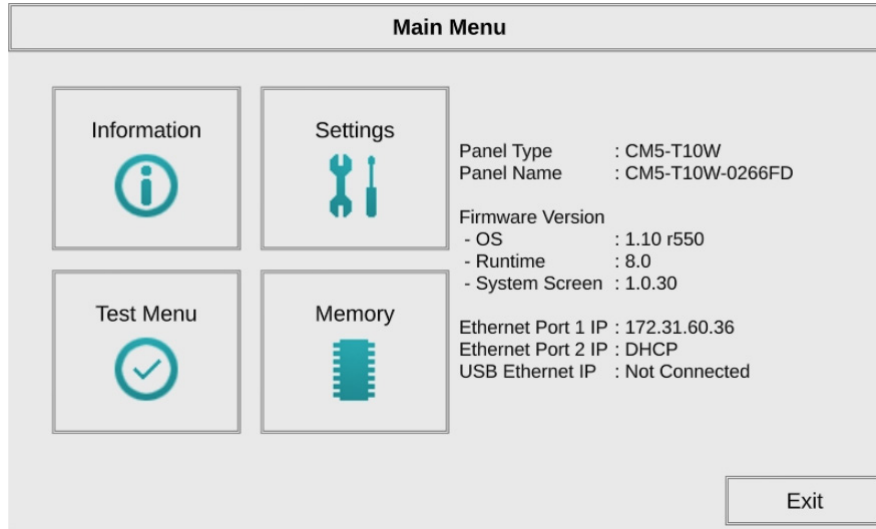 Main Menu
Information
Settings
Test Menu
Memory
Panel Type : CM5-T10W
Panel Name : CM5-T10W-0266FD
Firmware Version
- OS : 1.10 r550
- Runtime : 8.0
- System Screen : 1.0.30
Ethernet Port 1 IP : 172.31.60.36
Ethernet Port 2 IP : DHCP
USB Ethernet IP : Not Connected
Exit